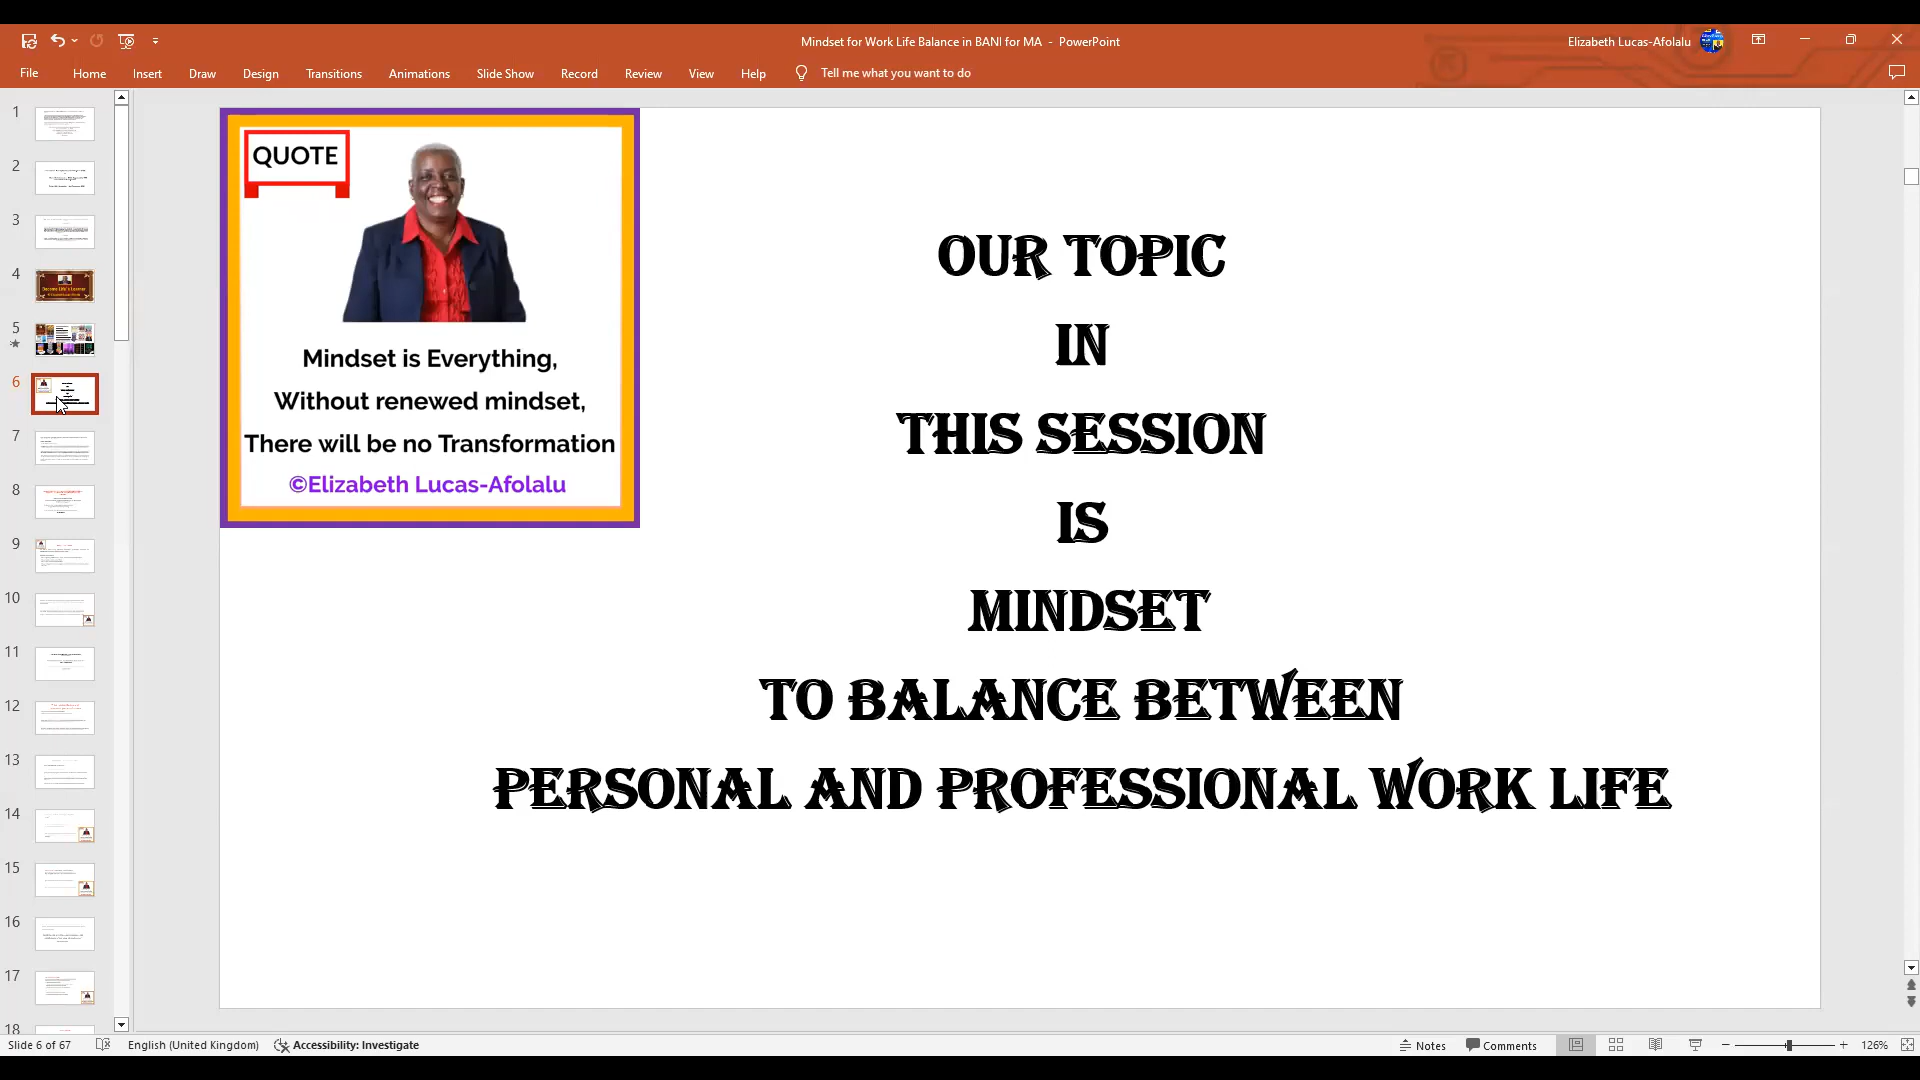 Mindset for Work Life Balance in BANI for MA - PowerPoint
Elizabeth Lucas-Afolalu
File Home Insert Draw Design Transitions Animations Slide Show Record Review View Help Tell me what you want to do
1
2
3
4
5
6
7
8
9
10
11
12
13
14
15
16
17
18
QUOTE
Mindset is Everything,
Without renewed mindset,
There will be no Transformation
©Elizabeth Lucas-Afolalu
OUR TOPIC
IN
THIS SESSION
IS
MINDSET
TO BALANCE BETWEEN
PERSONAL AND PROFESSIONAL WORK LIFE
Slide 6 of 67 English (United Kingdom) Accessibility: Investigate Notes Comments 126%